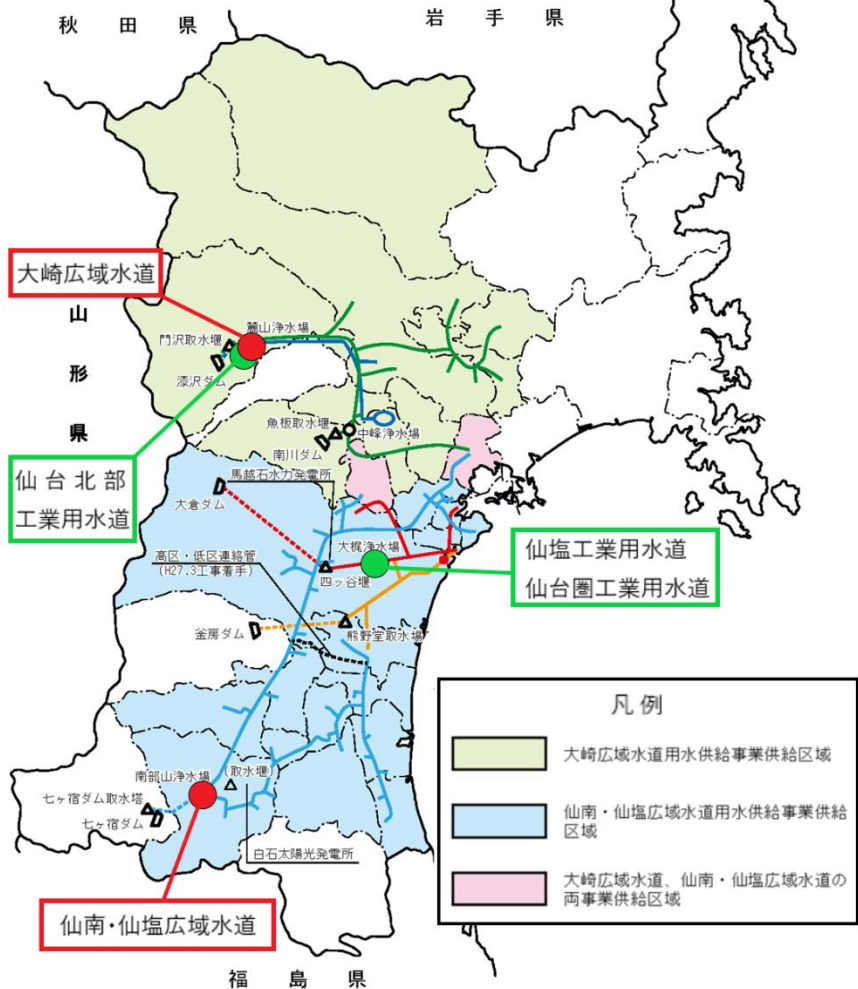 秋田県
岩手県
大崎広域水道
山形県
麓山浄水場
門沢取水堰
漆沢ダム
魚板取水堰
中峰浄水場
南川ダム
仙台北部
工業用水道
馬越石水力発電所
大倉ダム
大梶浄水場
仙塩工業用水道
仙台圏工業用水道
高区・低区連絡管
(H27.3工事着手)
四ッ谷堰
釜房ダム
熊野堂取水場
凡例
大崎広域水道用水供給事業供給区域
仙南・仙塩広域水道用水供給事業供給
区域
大崎広域水道、仙南・仙塩広域水道の
両事業供給区域
南部山浄水場
(取水堰)
七ヶ宿ダム取水塔
七ヶ宿ダム
白石太陽光発電所
仙南・仙塩広域水道
福島県